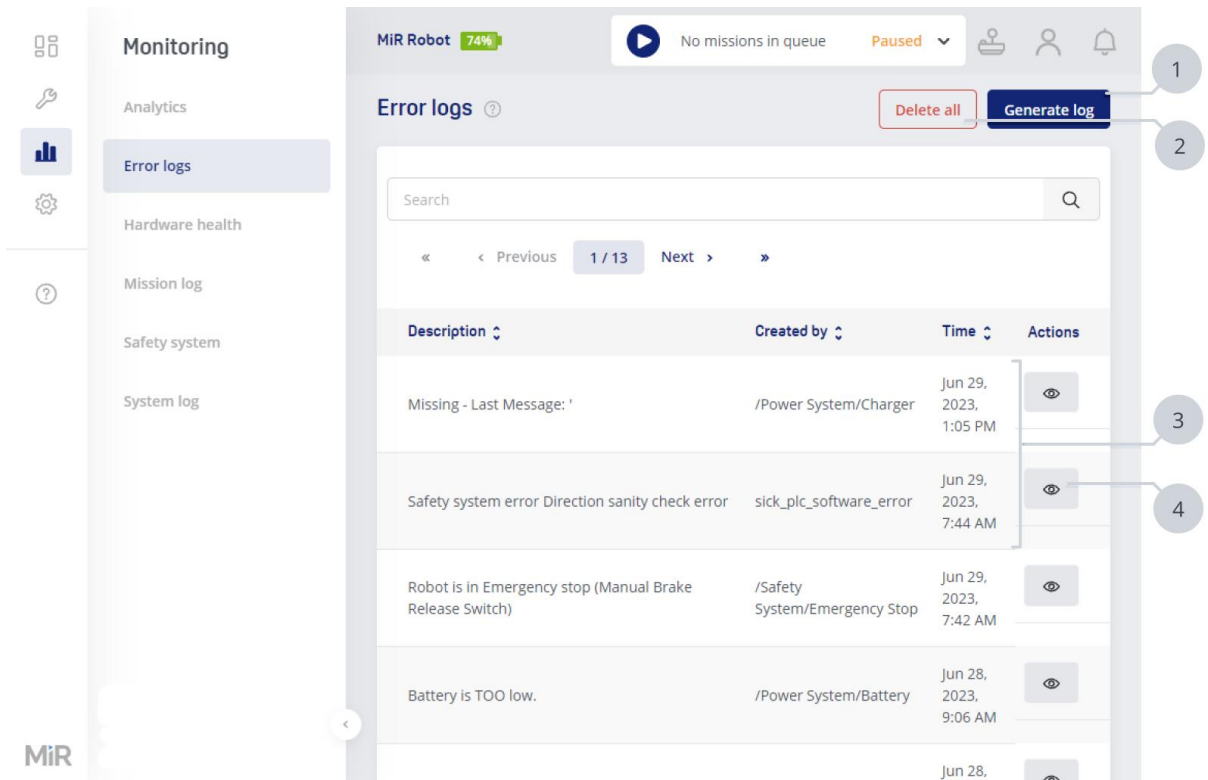 Monitoring
Analytics
Error logs
Hardware health
Mission log
Safety system
System log
MiR
MiR Robot 74%
No missions in queue Paused
Error logs ?
Delete all
Generate log
1
2
Search
« ‹ Previous 1 / 13 Next › »
Description Created by Time Actions
Missing - Last Message: ' /Power System/Charger Jun 29,
2023,
1:05 PM
3
Safety system error Direction sanity check error sick_plc_software_error Jun 29,
2023,
7:44 AM
4
Robot is in Emergency stop (Manual Brake
Release Switch)
/Safety
System/Emergency Stop
Jun 29,
2023,
7:42 AM
Battery is TOO low. /Power System/Battery Jun 28,
2023,
9:06 AM
Jun 28,